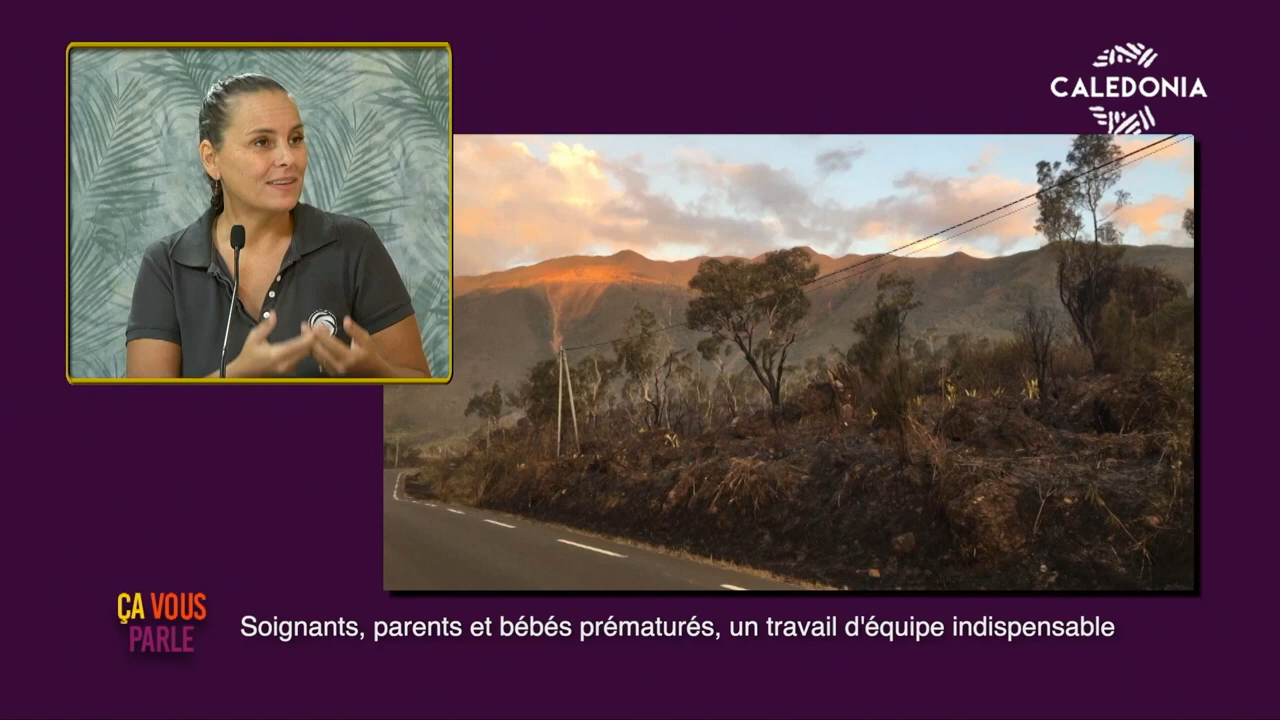 CALEDONIA
ÇA VOUS
PARLE
Soignants, parents et bébés prématurés, un travail d'équipe indispensable